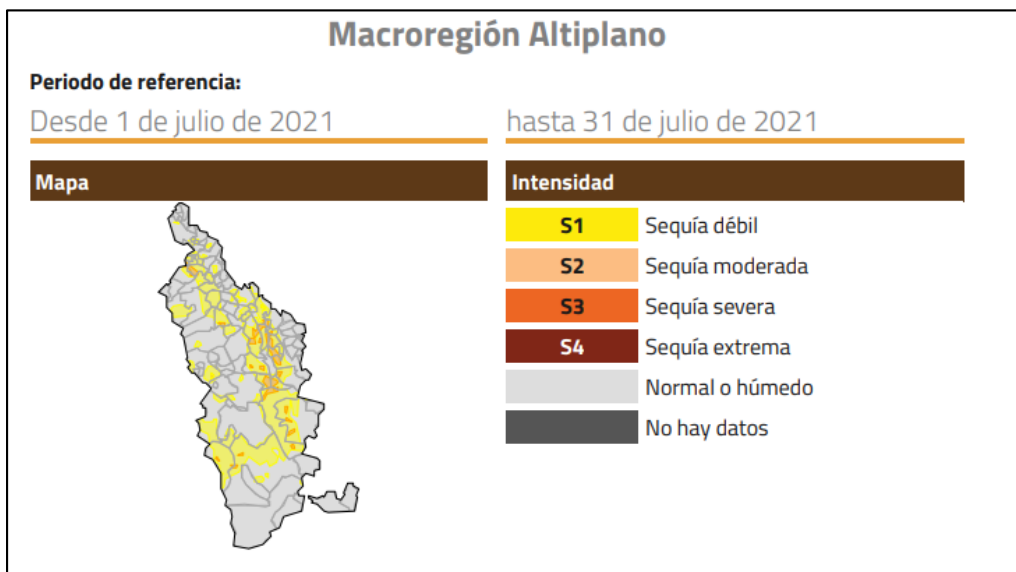 Macroregión Altiplano
Periodo de referencia:
Desde 1 de julio de 2021
hasta 31 de julio de 2021
Mapa
Intensidad
S1 Sequía débil
S2 Sequía moderada
S3 Sequía severa
S4 Sequía extrema
Normal o húmedo
No hay datos